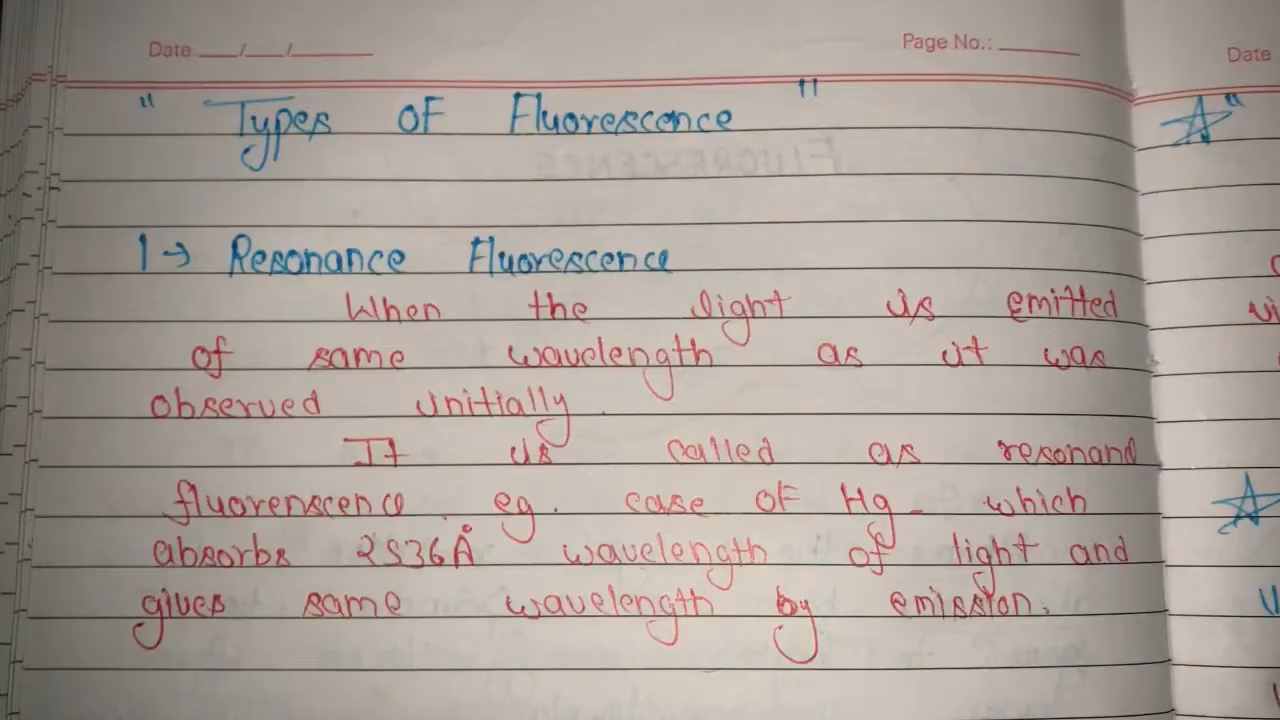 Date ___/___/______ Page No.: ______
Date
" Types OF Fluorescence "
1→ Resonance Fluorescence
When the light is emitted
of same wavelength as it was
observed initially.
It is called as resonand
fluorenscence. eg. case of Hg - which
absorbs 2536Å wavelength of light and
gives same wavelength by emission.